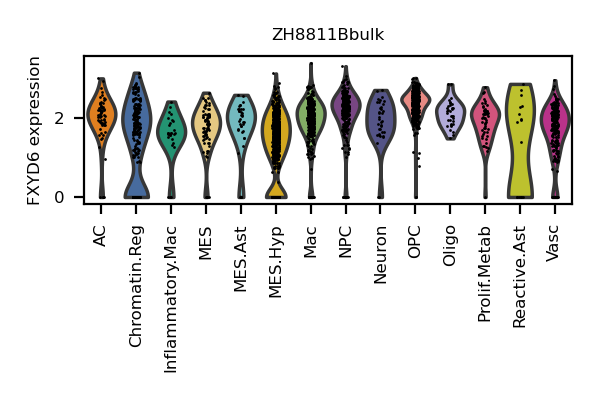 ZH8811Bbulk
FXYD6 expression
2
0
AC
Chromatin.Reg
Inflammatory.Mac
MES
MES.Ast
MES.Hyp
Mac
NPC
Neuron
OPC
Oligo
Prolif.Metab
Reactive.Ast
Vasc